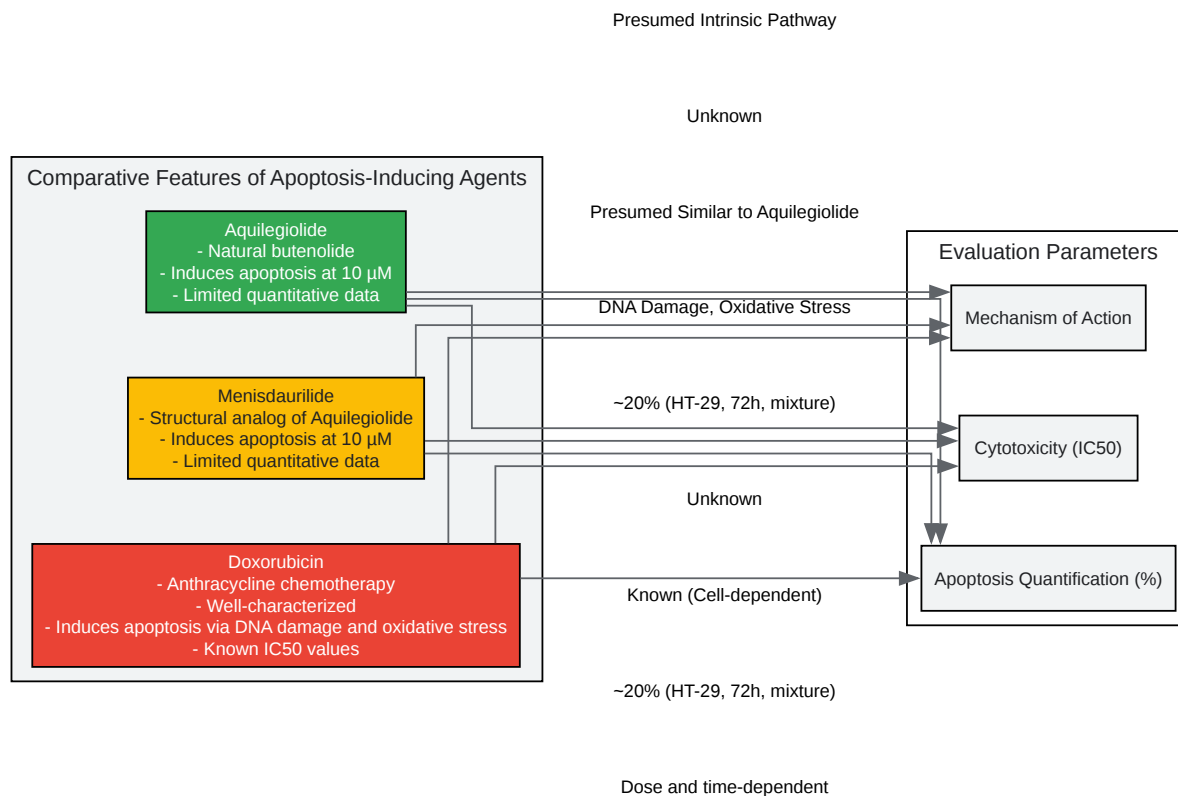 Presumed Intrinsic Pathway
Unknown
Comparative Features of Apoptosis-Inducing Agents
Aquilegiolide
- Natural butenolide
- Induces apoptosis at 10 µM
- Limited quantitative data
Menisdaurilide
- Structural analog of Aquilegiolide
- Induces apoptosis at 10 µM
- Limited quantitative data
Doxorubicin
- Anthracycline chemotherapy
- Well-characterized
- Induces apoptosis via DNA damage and oxidative stress
- Known IC50 values
Presumed Similar to Aquilegiolide
DNA Damage, Oxidative Stress
~20% (HT-29, 72h, mixture)
Unknown
Known (Cell-dependent)
~20% (HT-29, 72h, mixture)
Dose and time-dependent
Evaluation Parameters
Mechanism of Action
Cytotoxicity (IC50)
Apoptosis Quantification (%)